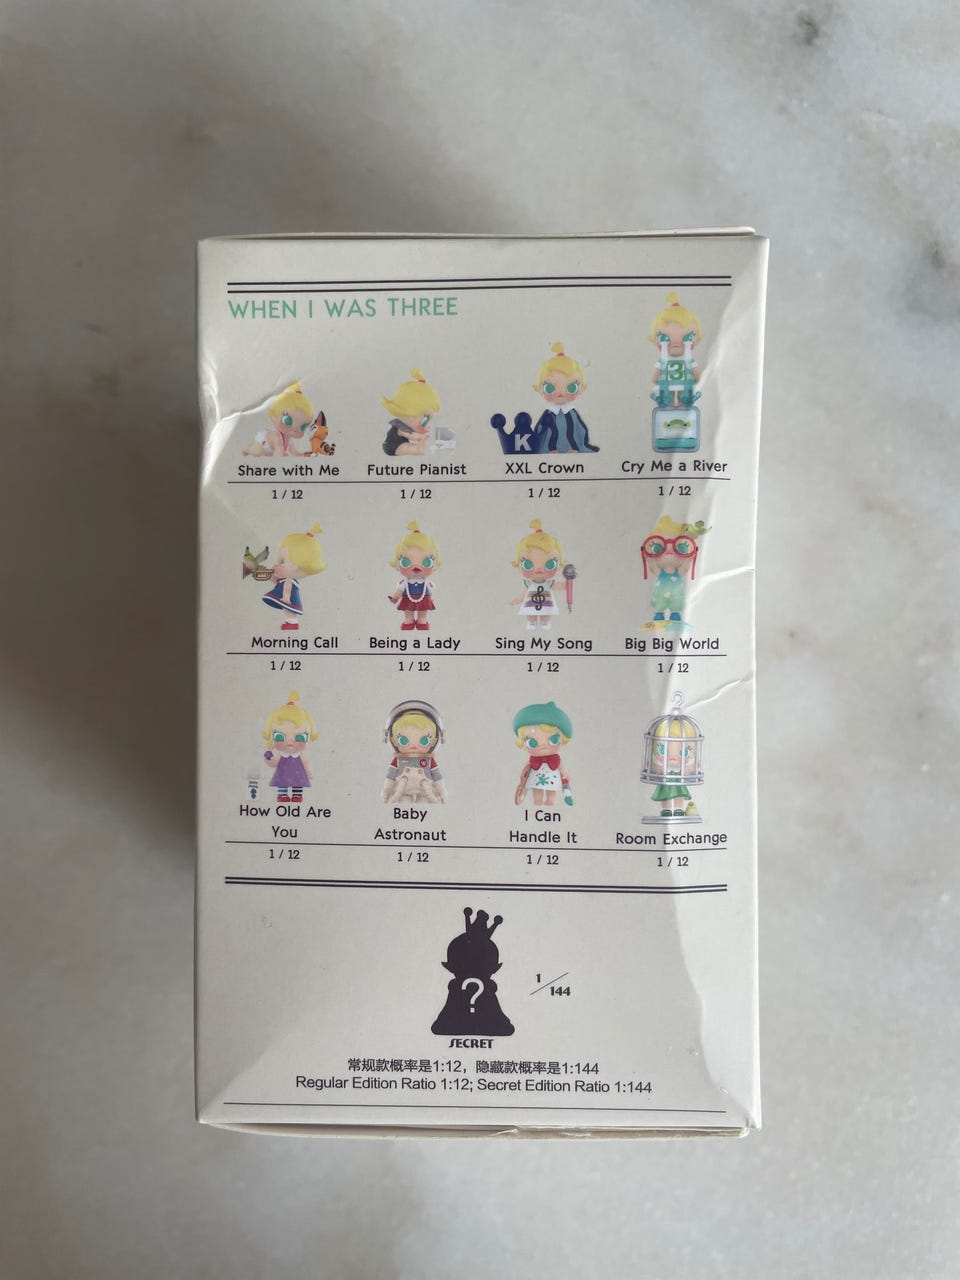 WHEN I WAS THREE
3
K
Share with Me
Future Pianist
XXL Crown
Cry Me a River
1 / 12
1 / 12
1 / 12
1 / 12
Morning Call
Being a Lady
Sing My Song
Big Big World
1 / 12
1 / 12
1 / 12
1 / 12
How Old Are
You
Baby
Astronaut
I Can
Handle It
Room Exchange
1 / 12
1 / 12
1 / 12
1 / 12
?
1/144
SECRET
常规款概率是1:12，隐藏款概率是1:144
Regular Edition Ratio 1:12; Secret Edition Ratio 1:144